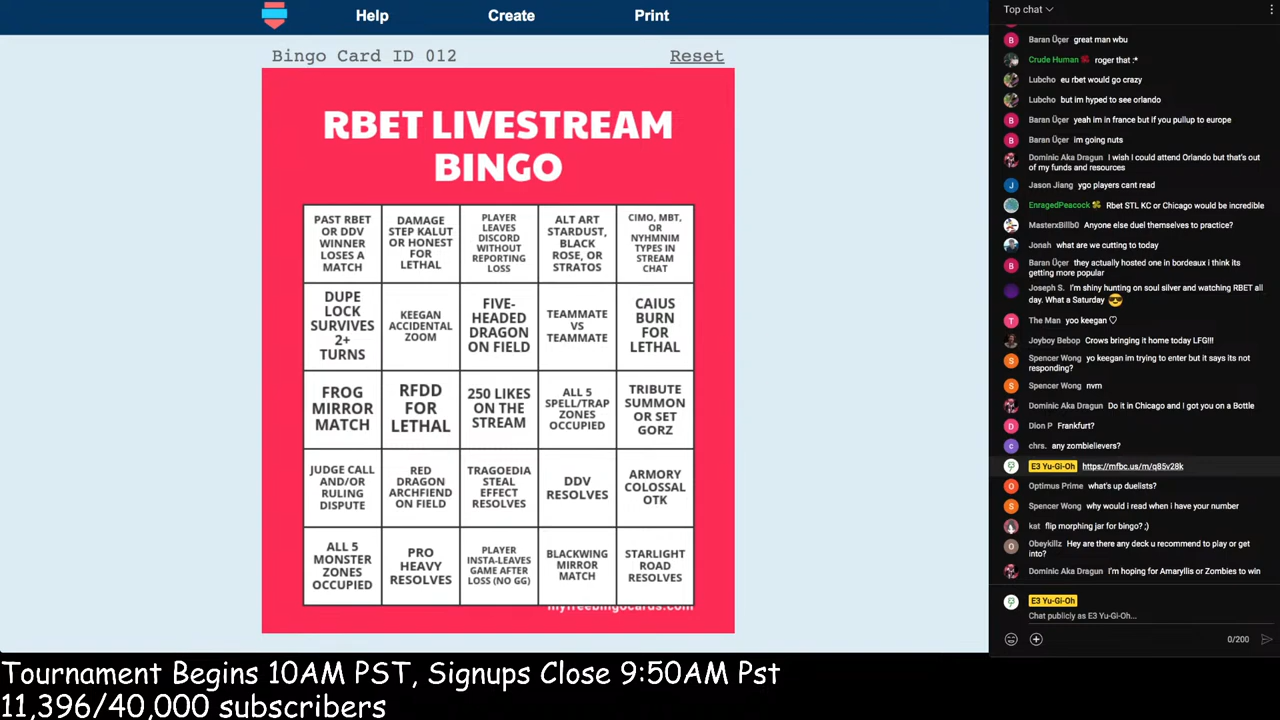 Help
Create
Print
Bingo Card ID 012
Reset
RBET LIVESTREAM
BINGO
PAST RBET
OR DDV
WINNER
LOSES A
MATCH
DAMAGE
STEP KALUT
OR HONEST
FOR
LETHAL
PLAYER
LEAVES
DISCORD
WITHOUT
REPORTING
LOSS
ALT ART
STARDUST,
BLACK
ROSE, OR
STRATOS
CIMO, MBT,
OR
NYHMNIM
TYPES IN
STREAM
CHAT
DUPE
LOCK
SURVIVES
2+
TURNS
KEEGAN
ACCIDENTAL
ZOOM
FIVE-
HEADED
DRAGON
ON FIELD
TEAMMATE
VS
TEAMMATE
CAIUS
BURN
FOR
LETHAL
FROG
MIRROR
MATCH
RFDD
FOR
LETHAL
250 LIKES
ON THE
STREAM
ALL 5
SPELL/TRAP
ZONES
OCCUPIED
TRIBUTE
SUMMON
OR SET
GORZ
JUDGE CALL
AND/OR
RULING
DISPUTE
RED
DRAGON
ARCHFIEND
ON FIELD
TRAGOEDIA
STEAL
EFFECT
RESOLVES
DDV
RESOLVES
ARMORY
COLOSSAL
OTK
ALL 5
MONSTER
ZONES
OCCUPIED
PRO
HEAVY
RESOLVES
PLAYER
INSTA-LEAVES
GAME AFTER
LOSS (NO GG)
BLACKWING
MIRROR
MATCH
STARLIGHT
ROAD
RESOLVES
myfreebingocards.com
Tournament Begins 10AM PST, Signups Close 9:50AM Pst
11,396/40,000 subscribers
Top chat
B Baran Üçer great man wbu
Crude Human roger that :*
Lubcho eu rbet would go crazy
Lubcho but im hyped to see orlando
B Baran Üçer yeah im in france but if you pullup to europe
B Baran Üçer im going nuts
Dominic Aka Dragun I wish I could attend Orlando but that's out
of my funds and resources
J Jason Jiang ygo players cant read
EnragedPeacock Rbet STL KC or Chicago would be incredible
MasterxBillb0 Anyone else duel themselves to practice?
Jonah what are we cutting to today
B Baran Üçer they actually hosted one in bordeaux i think its
getting more popular
Joseph S. I'm shiny hunting on soul silver and watching RBET all
day. What a Saturday 😎
T The Man yoo keegan ♡
Joyboy Bebop Crows bringing it home today LFG!!!
S Spencer Wong yo keegan im trying to enter but it says its not
responding?
S Spencer Wong nvm
Dominic Aka Dragun Do it in Chicago and I got you on a Bottle
D Dion P Frankfurt?
c chrs. any zombielievers?
E3 Yu-Gi-Oh https://mfbc.us/m/q85v28k
O Optimus Prime what's up duelists?
S Spencer Wong why would I read when i have your number
kat flip morphing jar for bingo? ;)
O Obeykillz Hey are there any deck u recommend to play or get
into?
Dominic Aka Dragun I'm hoping for Amaryllis or Zombies to win
E3 Yu-Gi-Oh
Chat publicly as E3 Yu-Gi-Oh...
0/200